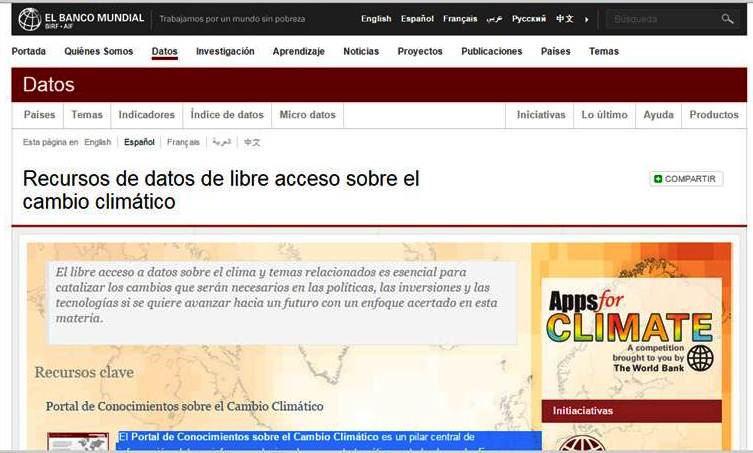 EL BANCO MUNDIAL
BIRF • AIF
Trabajamos por un mundo sin pobreza
English Español Français عربي Русский 中文
Búsqueda
Portada Quiénes Somos Datos Investigación Aprendizaje Noticias Proyectos Publicaciones Países Temas
Datos
Países Temas Indicadores Índice de datos Micro datos Iniciativas Lo último Ayuda Productos
Esta página en English Español Français العربية 中文
Recursos de datos de libre acceso sobre el
cambio climático
COMPARTIR
El libre acceso a datos sobre el clima y temas relacionados es esencial para
catalizar los cambios que serán necesarios en las políticas, las inversiones y las
tecnologías si se quiere avanzar hacia un futuro con un enfoque acertado en esta
materia.
Recursos clave
Portal de Conocimientos sobre el Cambio Climático
El Portal de Conocimientos sobre el Cambio Climático es un pilar central de
Apps for
CLIMATE
A competition
brought to you by
The World Bank
Initiaciativas